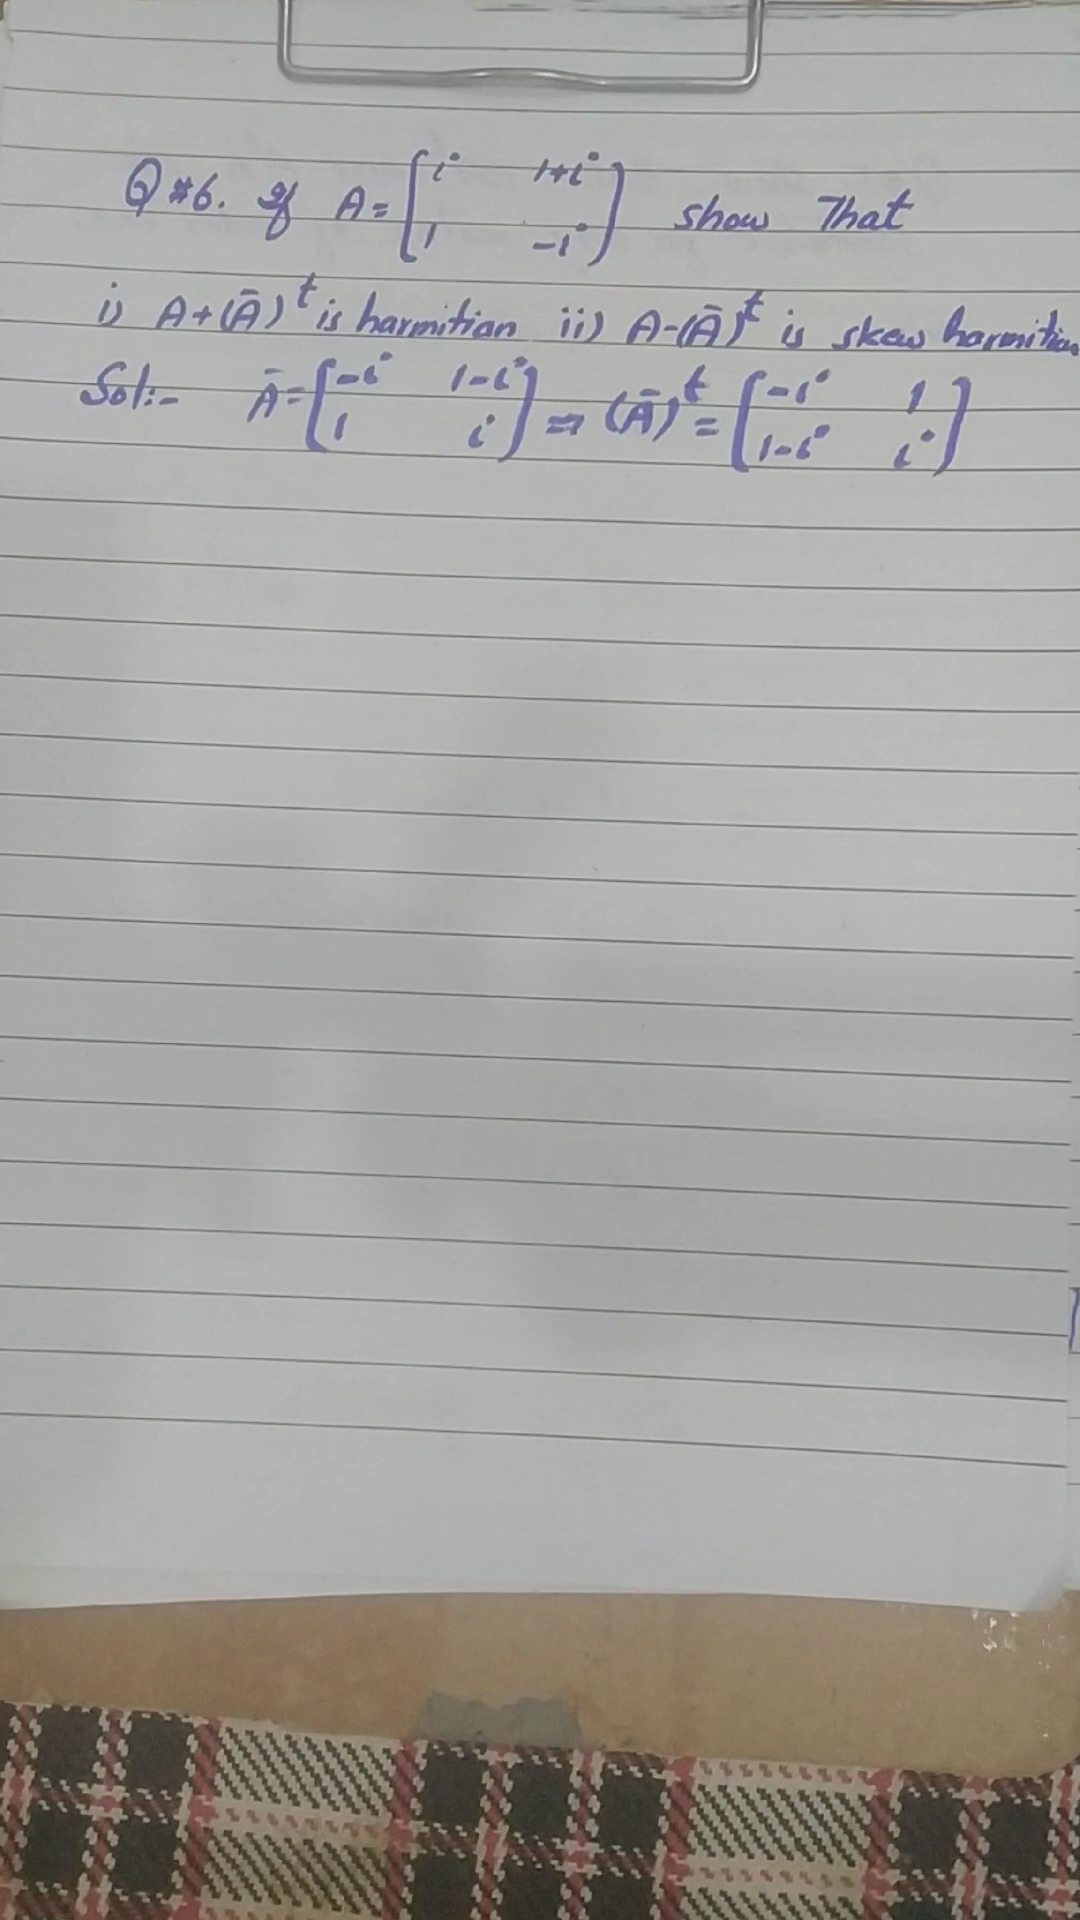 Q#6. If A = [i 1+i; 1 -i] show That
i) A+(Ā)^t is harmitian ii) A-(Ā)^t is skew harmitian
Sol:- Ā = [-i 1-i; 1 i] ⇒ (Ā)^t = [-i 1; 1-i i]